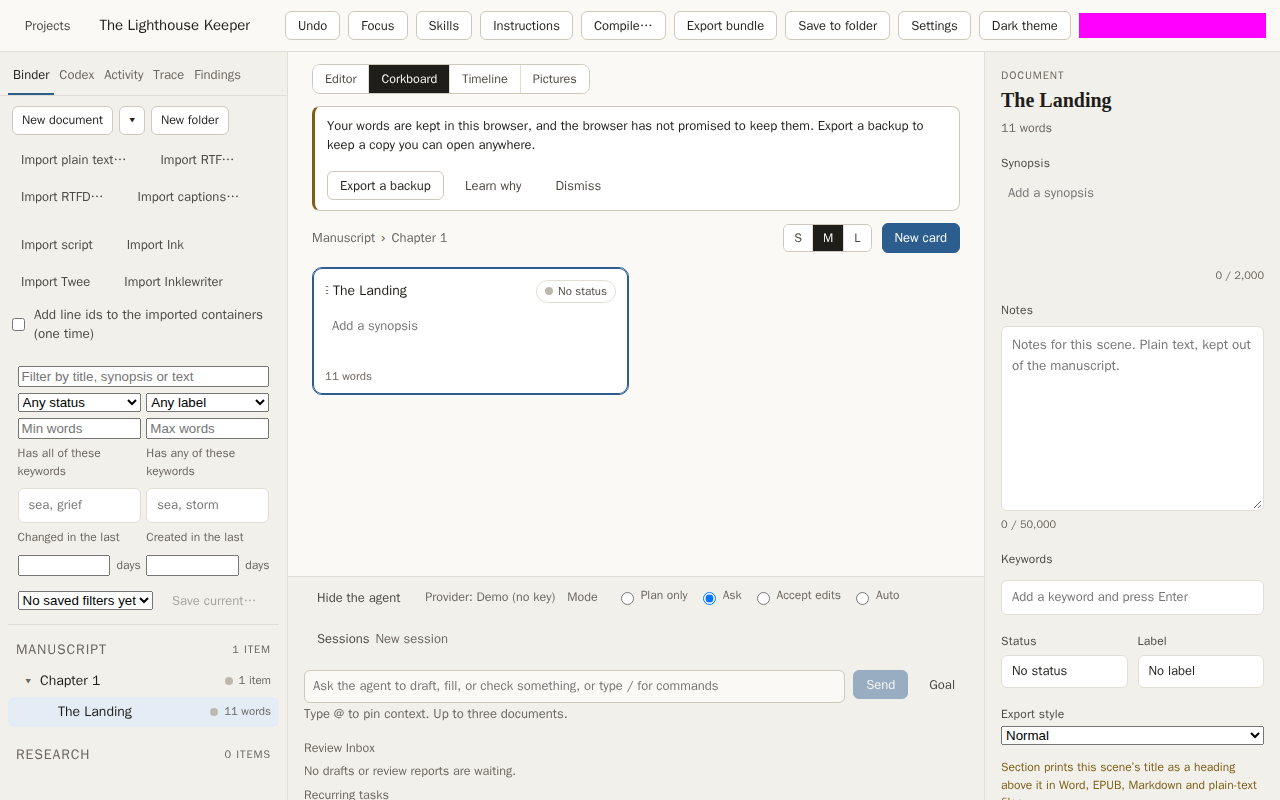 Projects
The Lighthouse Keeper
Undo
Focus
Skills
Instructions
Compile⋯
Export bundle
Save to folder
Settings
Dark theme
Binder
Codex
Activity
Trace
Findings
New document
New folder
Import plain text⋯
Import RTF⋯
Import RTFD⋯
Import captions⋯
Import script
Import Ink
Import Twee
Import Inklewriter
Add line ids to the imported containers
(one time)
Filter by title, synopsis or text
Any status
Any label
Min words
Max words
Has all of these
keywords
Has any of these
keywords
sea, grief
sea, storm
Changed in the last
Created in the last
days
days
No saved filters yet
Save current⋯
MANUSCRIPT
1 ITEM
Chapter 1
1 item
The Landing
11 words
RESEARCH
0 ITEMS
Editor
Corkboard
Timeline
Pictures
Your words are kept in this browser, and the browser has not promised to keep them. Export a backup to
keep a copy you can open anywhere.
Export a backup
Learn why
Dismiss
Manuscript › Chapter 1
S
M
L
New card
The Landing
No status
Add a synopsis
11 words
Hide the agent
Provider: Demo (no key)
Mode
Plan only
Ask
Accept edits
Auto
Sessions
New session
Ask the agent to draft, fill, or check something, or type / for commands
Send
Goal
Type @ to pin context. Up to three documents.
Review Inbox
No drafts or review reports are waiting.
Recurring tasks
DOCUMENT
The Landing
11 words
Synopsis
Add a synopsis
0 / 2,000
Notes
Notes for this scene. Plain text, kept out
of the manuscript.
0 / 50,000
Keywords
Add a keyword and press Enter
Status
Label
No status
No label
Export style
Normal
Section prints this scene's title as a heading
above it in Word, EPUB, Markdown and plain-text